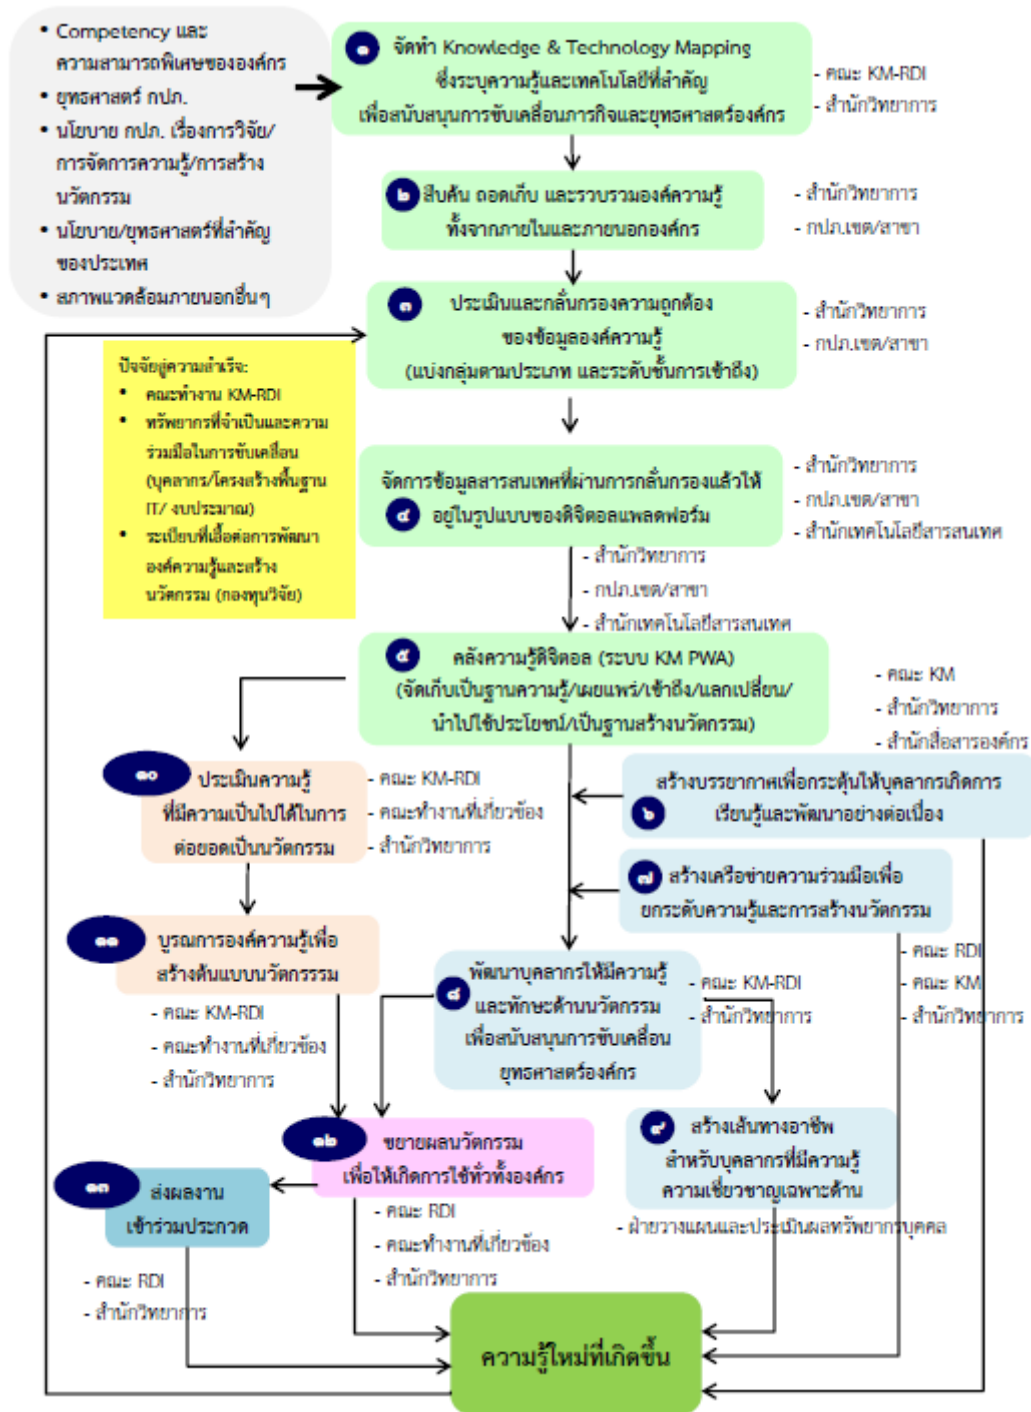 • Competency และ
ความสามารถพิเศษขององค์กร
• ยุทธศาสตร์ กปภ.
• นโยบาย กปภ. เรื่องการวิจัย/
การจัดการความรู้/การสร้าง
นวัตกรรม
• นโยบาย/ยุทธศาสตร์ที่สำคัญ
ของประเทศ
• สภาพแวดล้อมภายนอกอื่นๆ
๑ จัดทำ Knowledge & Technology Mapping
ซึ่งระบุความรู้และเทคโนโลยีที่สำคัญ
เพื่อสนับสนุนการขับเคลื่อนภารกิจและยุทธศาสตร์องค์กร
- คณะ KM-RDI
- สำนักวิทยาการ
๒ สืบค้น ถอดเก็บ และรวบรวมองค์ความรู้
ทั้งจากภายในและภายนอกองค์กร
- สำนักวิทยาการ
- กปภ.เขต/สาขา
๓ ประเมินและกลั่นกรองความถูกต้อง
ของข้อมูลองค์ความรู้
(แบ่งกลุ่มตามประเภท และระดับชั้นการเข้าถึง)
- สำนักวิทยาการ
- กปภ.เขต/สาขา
ปัจจัยสู่ความสำเร็จ:
• คณะทำงาน KM-RDI
• ทรัพยากรที่จำเป็นและความ
ร่วมมือในการขับเคลื่อน
(บุคลากร/โครงสร้างพื้นฐาน
IT/ งบประมาณ)
• ระเบียบที่เอื้อต่อการพัฒนา
องค์ความรู้และสร้าง
นวัตกรรม (กองทุนวิจัย)
จัดการข้อมูลสารสนเทศที่ผ่านการกลั่นกรองแล้วให้
๔ อยู่ในรูปแบบของดิจิตอลแพลตฟอร์ม
- สำนักวิทยาการ
- กปภ.เขต/สาขา
- สำนักเทคโนโลยีสารสนเทศ
- สำนักวิทยาการ
- กปภ.เขต/สาขา
- สำนักเทคโนโลยีสารสนเทศ
๕ คลังความรู้ดิจิตอล (ระบบ KM PWA)
(จัดเก็บเป็นฐานความรู้/เผยแพร่/เข้าถึง/แลกเปลี่ยน/
นำไปใช้ประโยชน์/เป็นฐานสร้างนวัตกรรม)
- คณะ KM
- สำนักวิทยาการ
- สำนักสื่อสารองค์กร
๑๐ ประเมินความรู้
ที่มีความเป็นไปได้ในการ
ต่อยอดเป็นนวัตกรรม
- คณะ KM-RDI
- คณะทำงานที่เกี่ยวข้อง
- สำนักวิทยาการ
สร้างบรรยากาศเพื่อกระตุ้นให้บุคลากรเกิดการ
๖ เรียนรู้และพัฒนาอย่างต่อเนื่อง
๗ สร้างเครือข่ายความร่วมมือเพื่อ
ยกระดับความรู้และการสร้างนวัตกรรม
- คณะ RDI
- คณะ KM
- สำนักวิทยาการ
๑๑ บูรณการองค์ความรู้เพื่อ
สร้างต้นแบบนวัตกรรรม
- คณะ KM-RDI
- คณะทำงานที่เกี่ยวข้อง
- สำนักวิทยาการ
พัฒนาบุคลากรให้มีความรู้
๘ และทักษะด้านนวัตกรรม
เพื่อสนับสนุนการขับเคลื่อน
ยุทธศาสตร์องค์กร
- คณะ KM-RDI
- สำนักวิทยาการ
๑๒ ขยายผลนวัตกรรม
เพื่อให้เกิดการใช้ทั่วทั้งองค์กร
- คณะ RDI
- คณะทำงานที่เกี่ยวข้อง
- สำนักวิทยาการ
๙ สร้างเส้นทางอาชีพ
สำหรับบุคลากรที่มีความรู้
ความเชี่ยวชาญเฉพาะด้าน
- ฝ่ายวางแผนและประเมินผลทรัพยากรบุคคล
๑๓ ส่งผลงาน
เข้าร่วมประกวด
- คณะ RDI
- สำนักวิทยาการ
ความรู้ใหม่ที่เกิดขึ้น